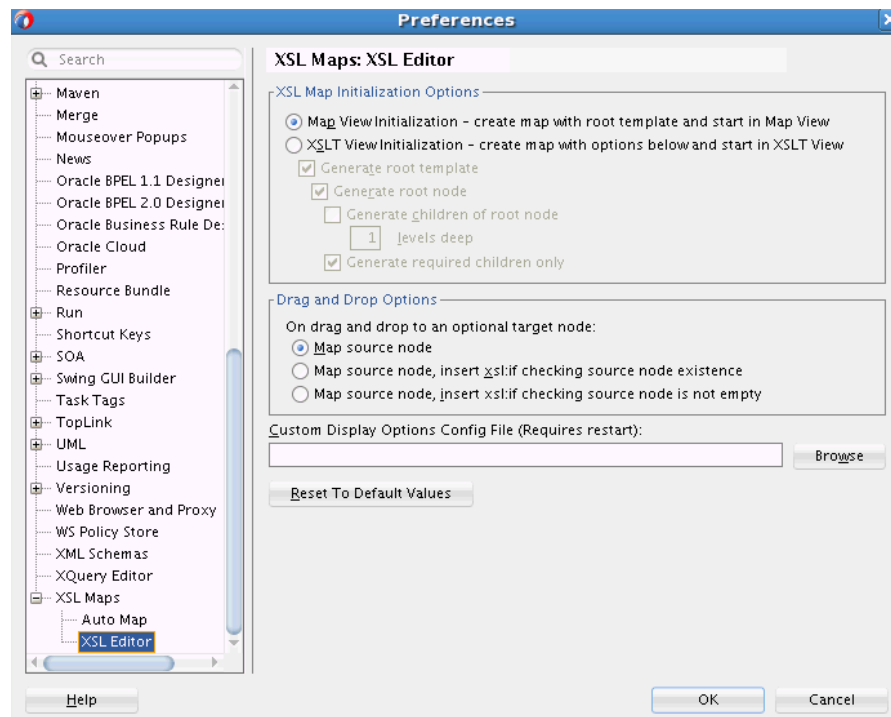 Preferences
Search
Maven
Merge
Mouseover Popups
News
Oracle BPEL 1.1 Designer
Oracle BPEL 2.0 Designer
Oracle Business Rule De:
Oracle Cloud
Profiler
Resource Bundle
Run
Shortcut Keys
SOA
Swing GUI Builder
Task Tags
TopLink
UML
Usage Reporting
Versioning
Web Browser and Proxy
WS Policy Store
XML Schemas
XQuery Editor
XSL Maps
Auto Map
XSL Editor
XSL Maps: XSL Editor
XSL Map Initialization Options
Map View Initialization - create map with root template and start in Map View
XSLT View Initialization - create map with options below and start in XSLT View
Generate root template
Generate root node
Generate children of root node
1 levels deep
Generate required children only
Drag and Drop Options
On drag and drop to an optional target node:
Map source node
Map source node, insert xsl:if checking source node existence
Map source node, insert xsl:if checking source node is not empty
Custom Display Options Config File (Requires restart):
Browse
Reset To Default Values
Help
OK
Cancel